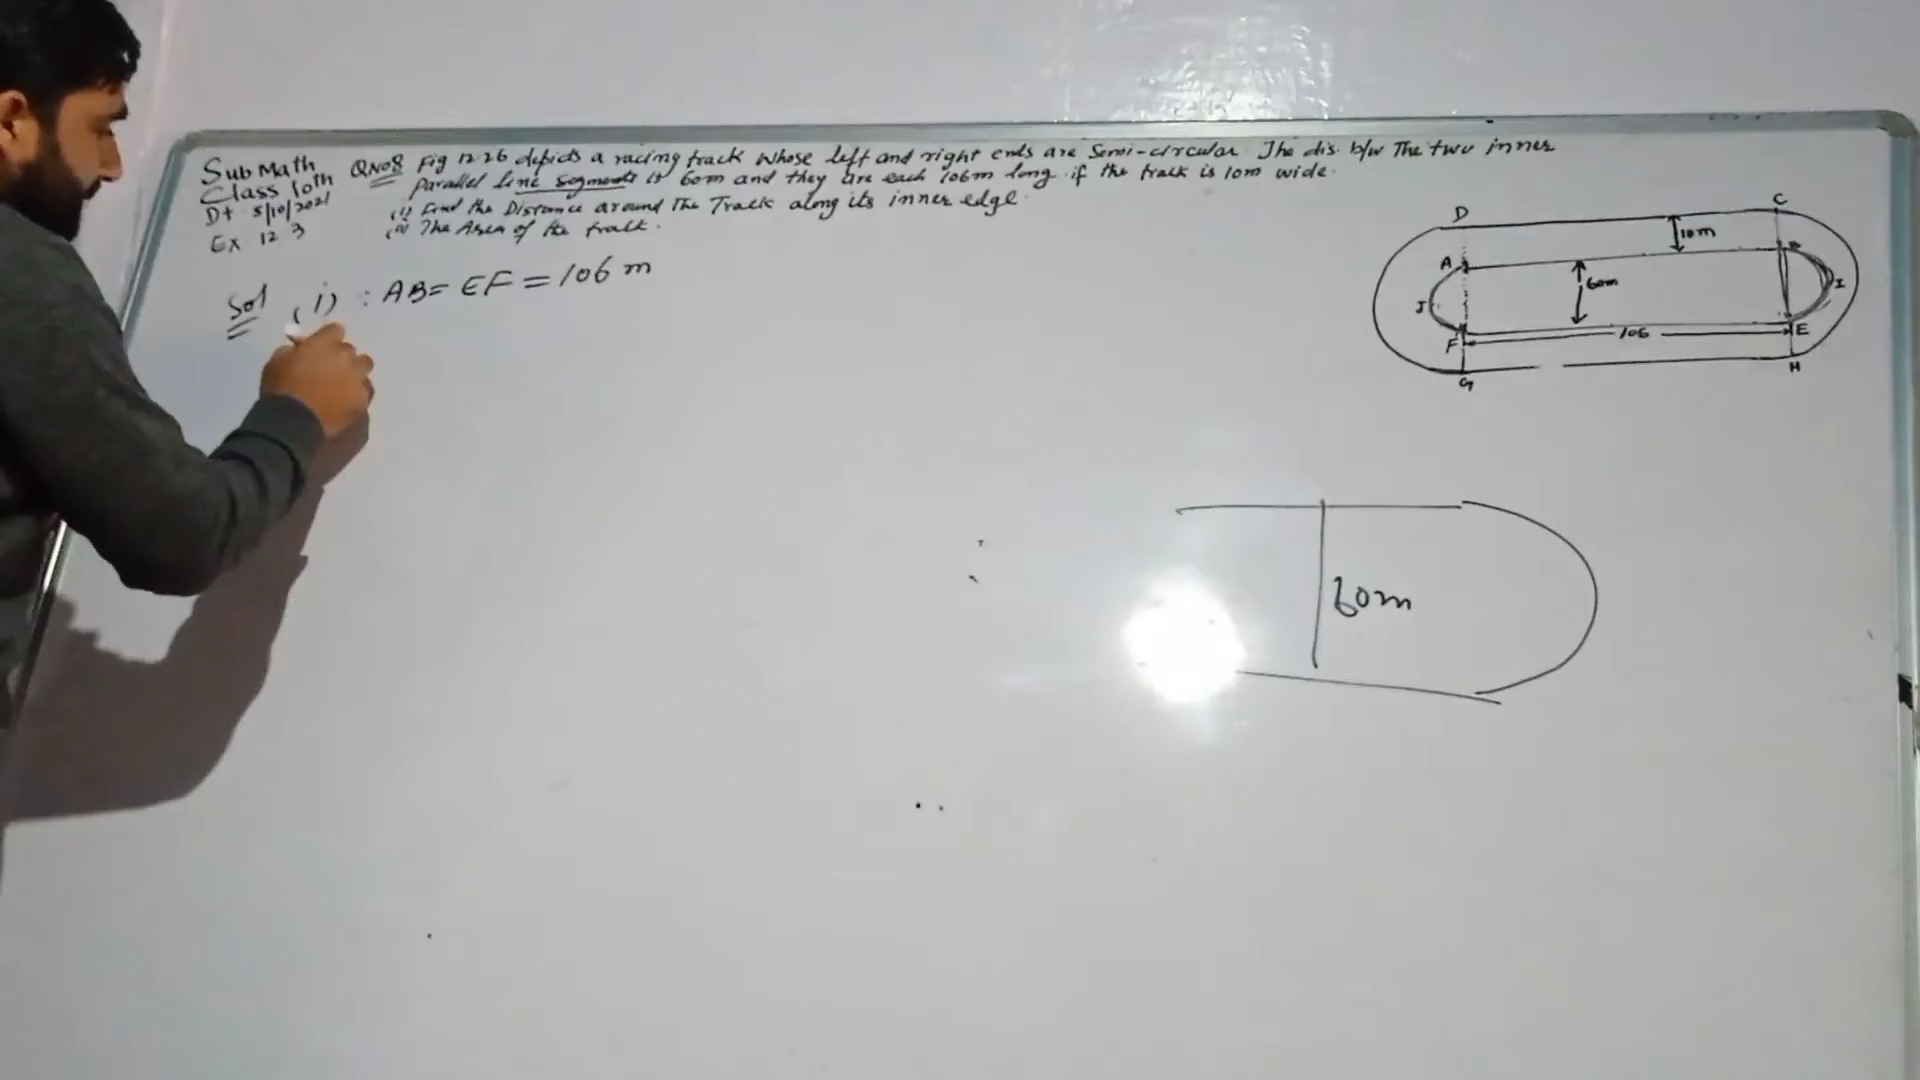 Sub Math
Class 10th
Dt 5/10/2021
Ex 12 3
QNo8 Fig 12 26 depicts a racing track whose left and right ends are Semi-circular. The dis. b/w The two inner
Parallel line segments is 60m and they are each 106m long. if the track is 10m wide.
(i) Find the Distance around The Track along its inner edge.
(ii) The Area of the track.
Sol (i) : AB = EF = 106 m
D
C
10m
A
60m
J
I
F
106
E
G
H
60m